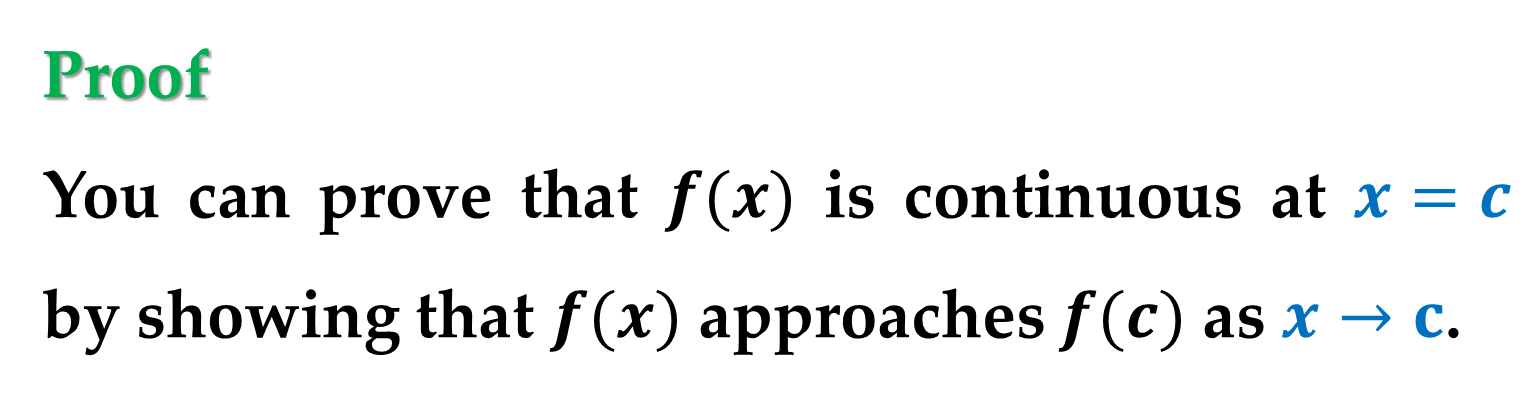 Proof
You can prove that f(x) is continuous at x = c
by showing that f(x) approaches f(c) as x → c.